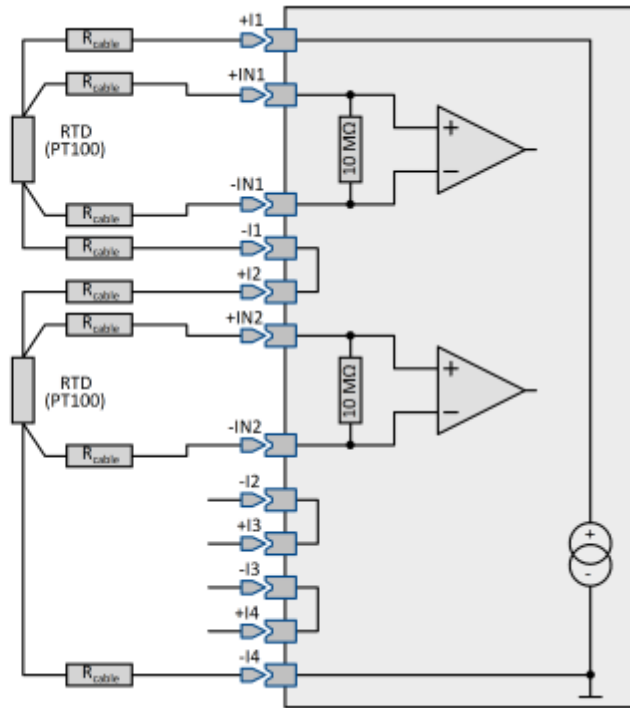 +I1
Rcable
+IN1
Rcable
RTD
(PT100)
10 MΩ
+
−
-IN1
Rcable
-I1
Rcable
+I2
Rcable
+IN2
Rcable
RTD
(PT100)
10 MΩ
+
−
-IN2
Rcable
-I2
+I3
+
-
-I3
+I4
-I4
Rcable